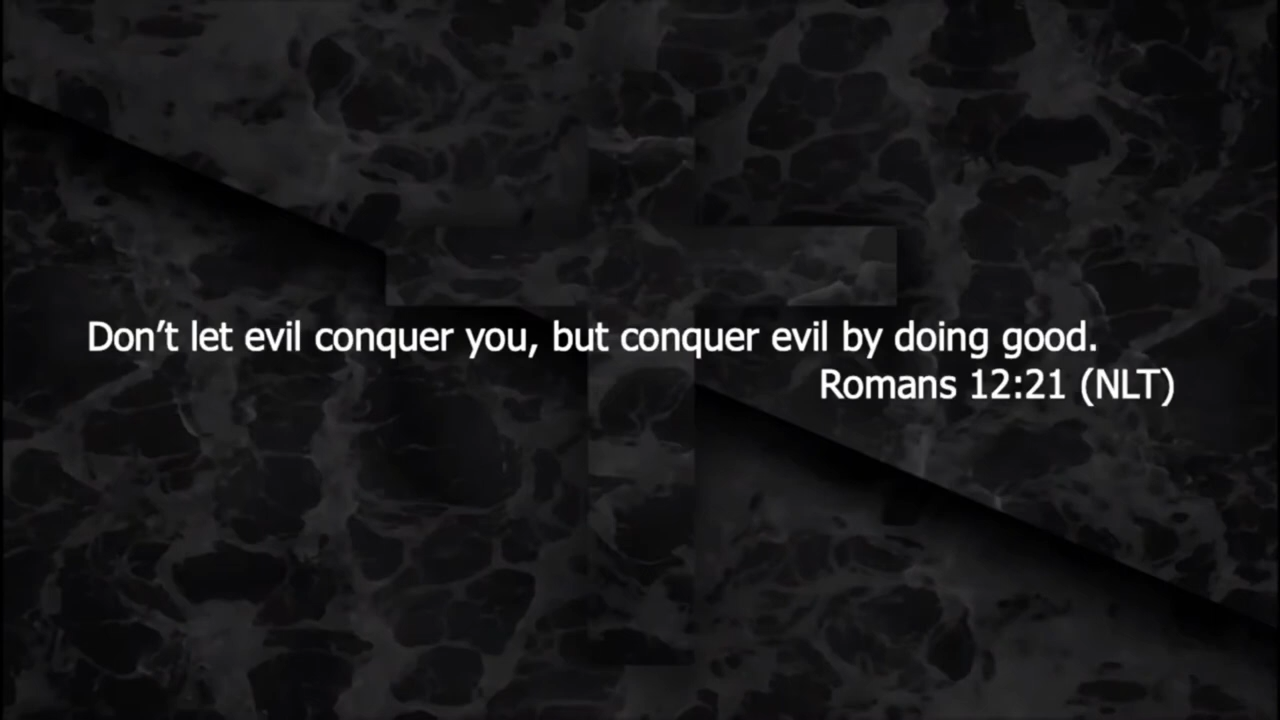 Don’t let evil conquer you, but conquer evil by doing good.
Romans 12:21 (NLT)